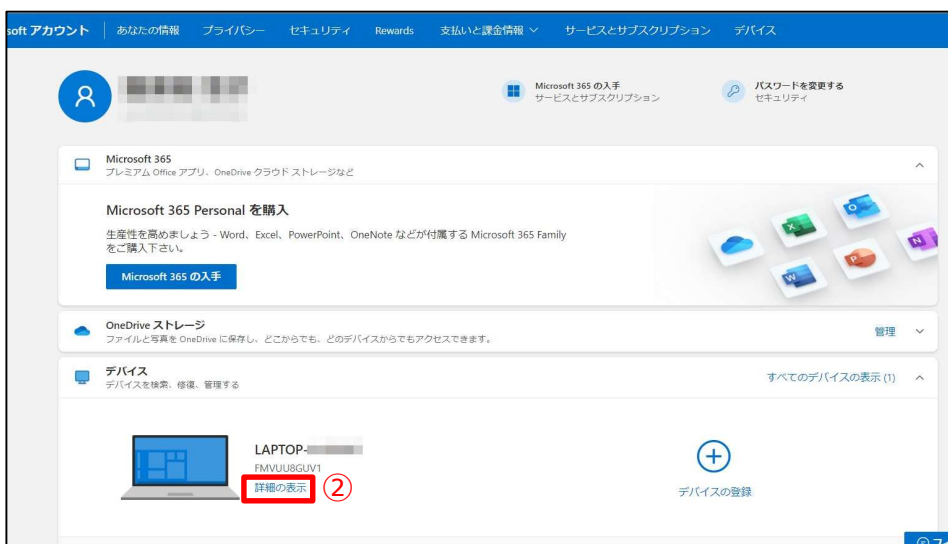 soft アカウント あなたの情報 プライバシー セキュリティ Rewards 支払いと課金情報 サービスとサブスクリプション デバイス
Microsoft 365 の入手
サービスとサブスクリプション
パスワードを変更する
セキュリティ
Microsoft 365
プレミアム Office アプリ、OneDrive クラウド ストレージなど
Microsoft 365 Personal を購入
生産性を高めましょう - Word、Excel、PowerPoint、OneNote などが付属する Microsoft 365 Family
をご購入下さい。
Microsoft 365 の入手
OneDrive ストレージ
ファイルと写真を OneDrive に保存し、どこからでも、どのデバイスからでもアクセスできます。
管理
デバイス
デバイスを検索、修復、管理する
すべてのデバイスの表示 (1)
LAPTOP-
FMVUU8GUV1
詳細の表示 ②
デバイスの登録